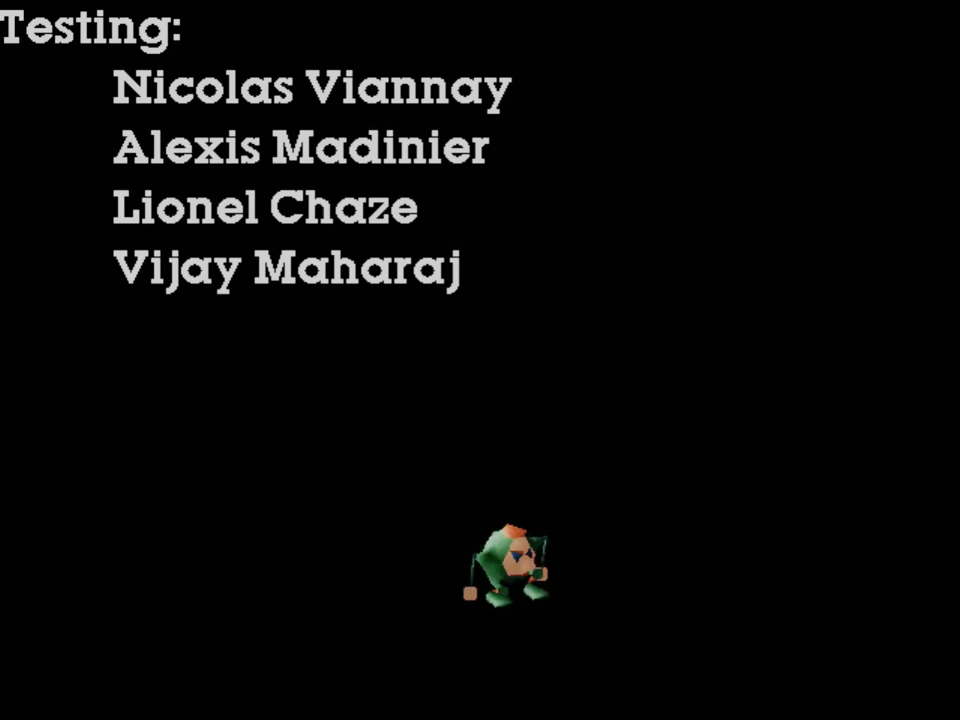 Testing:
Nicolas Viannay
Alexis Madinier
Lionel Chaze
Vijay Maharaj